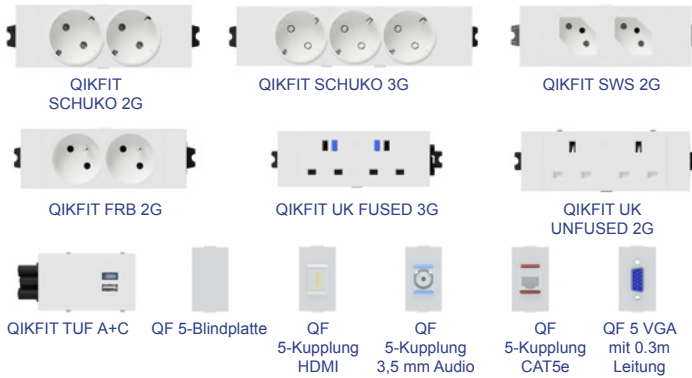 QIKFIT
SCHUKO 2G
QIKFIT SCHUKO 3G
QIKFIT SWS 2G
QIKFIT FRB 2G
QIKFIT UK FUSED 3G
QIKFIT UK
UNFUSED 2G
QIKFIT TUF A+C
QF 5-Blindplatte
QF
5-Kupplung
HDMI
QF
5-Kupplung
3,5 mm Audio
QF
5-Kupplung
CAT5e
QF 5 VGA
mit 0.3m
Leitung